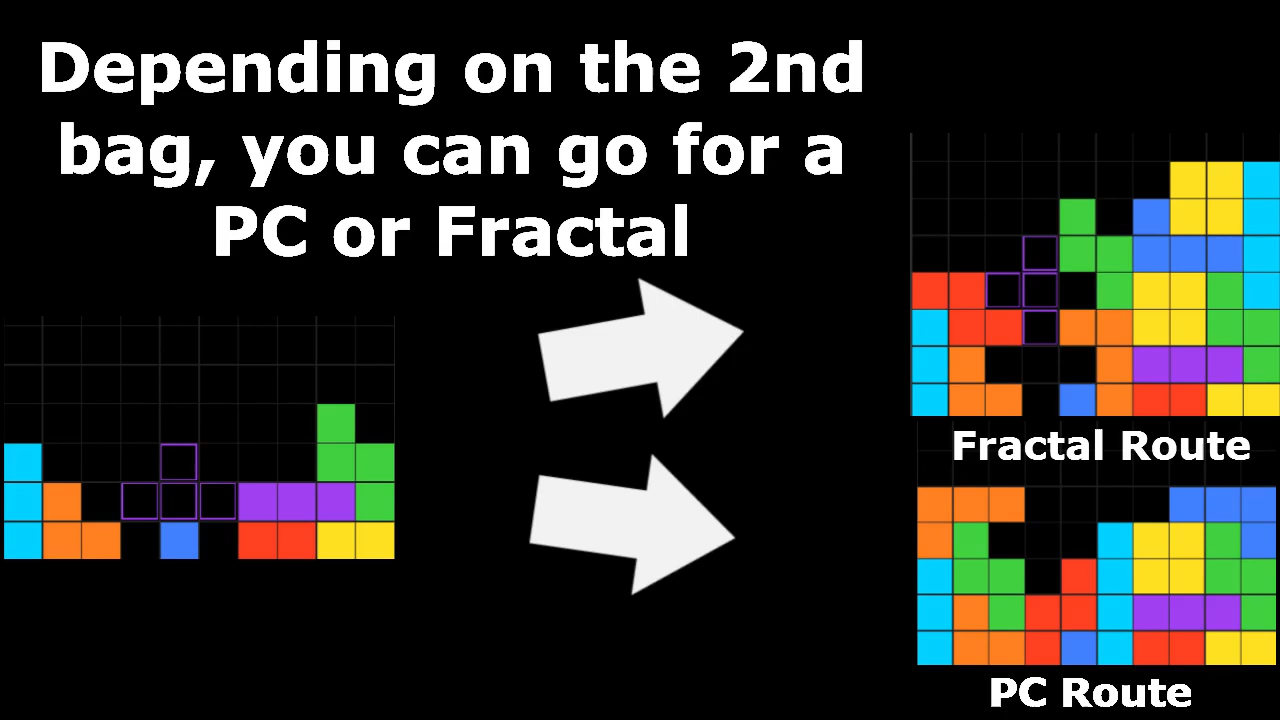 Depending on the 2nd
bag, you can go for a
PC or Fractal
Fractal Route
PC Route